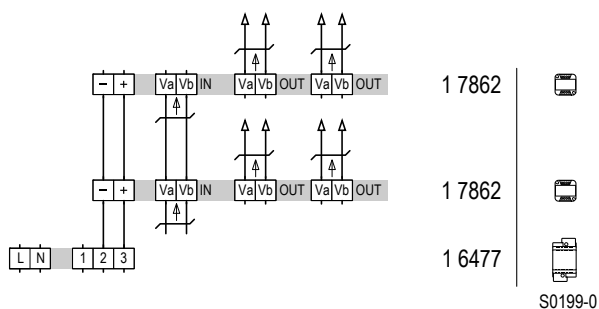 − + Va Vb IN Va Vb OUT Va Vb OUT 1 7862
− + Va Vb IN Va Vb OUT Va Vb OUT 1 7862
L N 1 2 3 1 6477
S0199-0